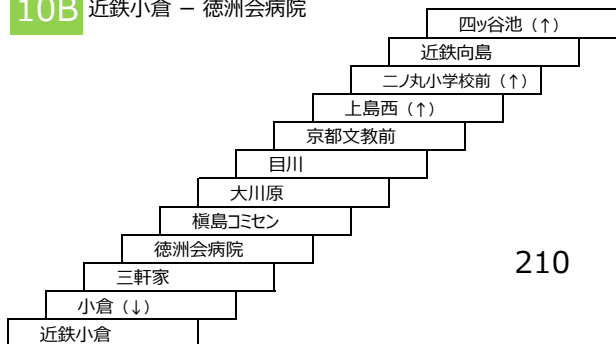 10B 近鉄小倉 － 徳洲会病院
四ッ谷池（↑）
近鉄向島
二ノ丸小学校前（↑）
上島西（↑）
京都文教前
目川
大川原
槇島コミセン
徳洲会病院
三軒家
小倉（↓）
近鉄小倉
210